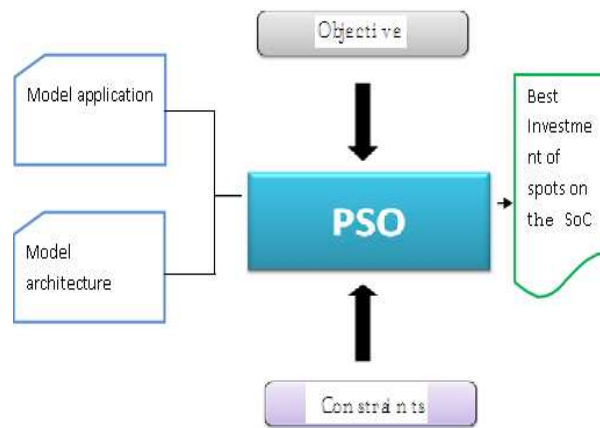 Objective
Model application
Best
Investme
nt of
spots on
the SoC
PSO
Model
architecture
Constraints